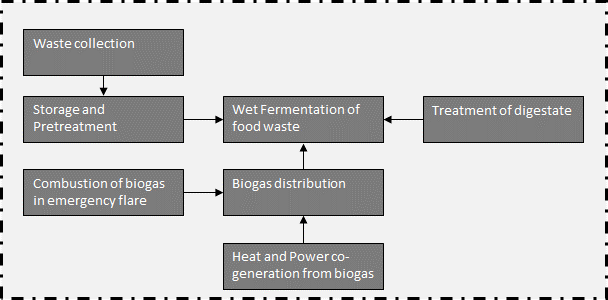 Waste collection
Storage and
Pretreatment
Wet Fermentation of
food waste
Treatment of digestate
Combustion of biogas
in emergency flare
Biogas distribution
Heat and Power co-
generation from biogas